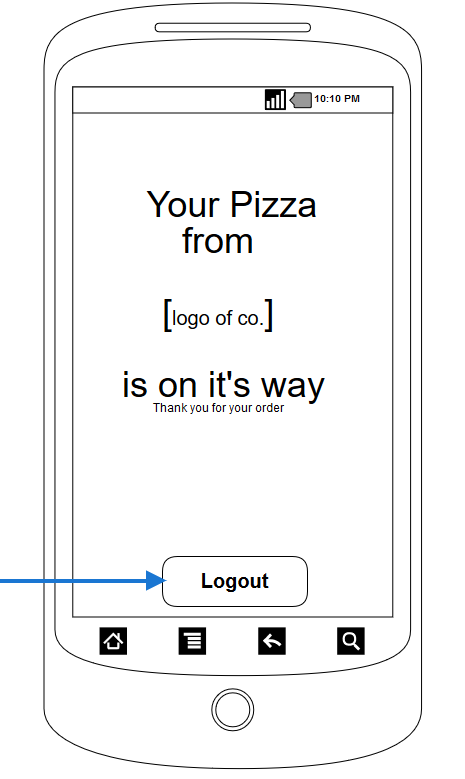 10:10 PM
Your Pizza
from
[logo of co.]
is on it's way
Thank you for your order
Logout